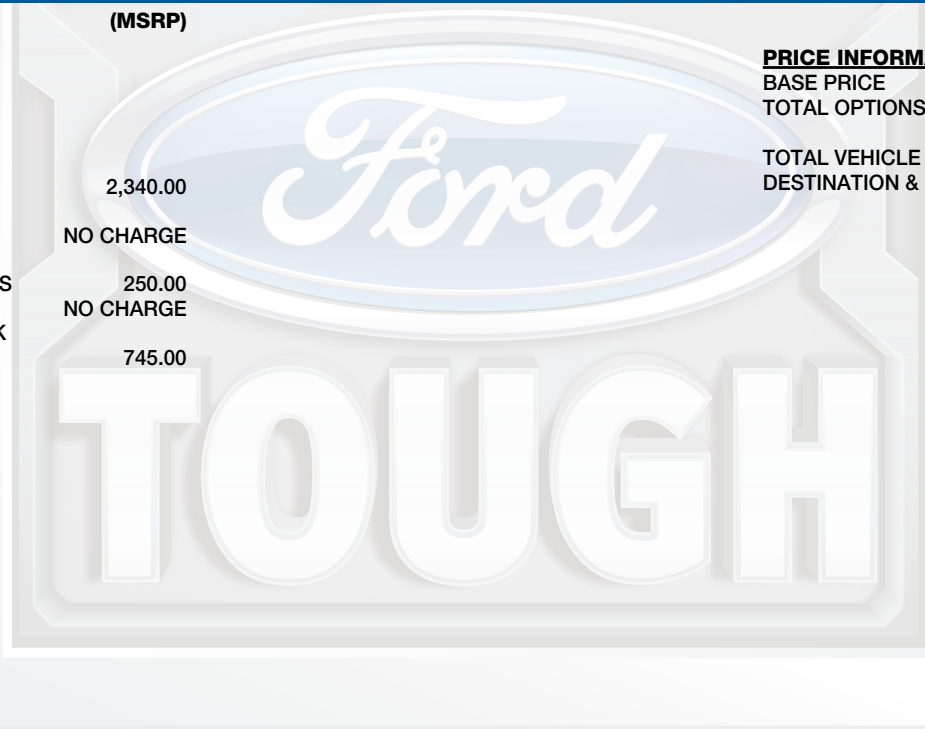 (MSRP)
2,340.00
NO CHARGE
S 250.00
NO CHARGE
K
745.00
PRICE INFORM
BASE PRICE
TOTAL OPTIONS
TOTAL VEHICLE
DESTINATION &
Ford
TOUGH